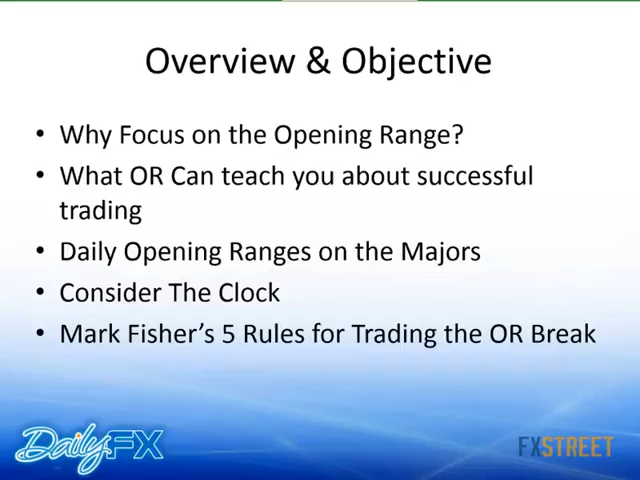 Overview & Objective
• Why Focus on the Opening Range?
• What OR Can teach you about successful
trading
• Daily Opening Ranges on the Majors
• Consider The Clock
• Mark Fisher's 5 Rules for Trading the OR Break
DailyFX
FXSTREET